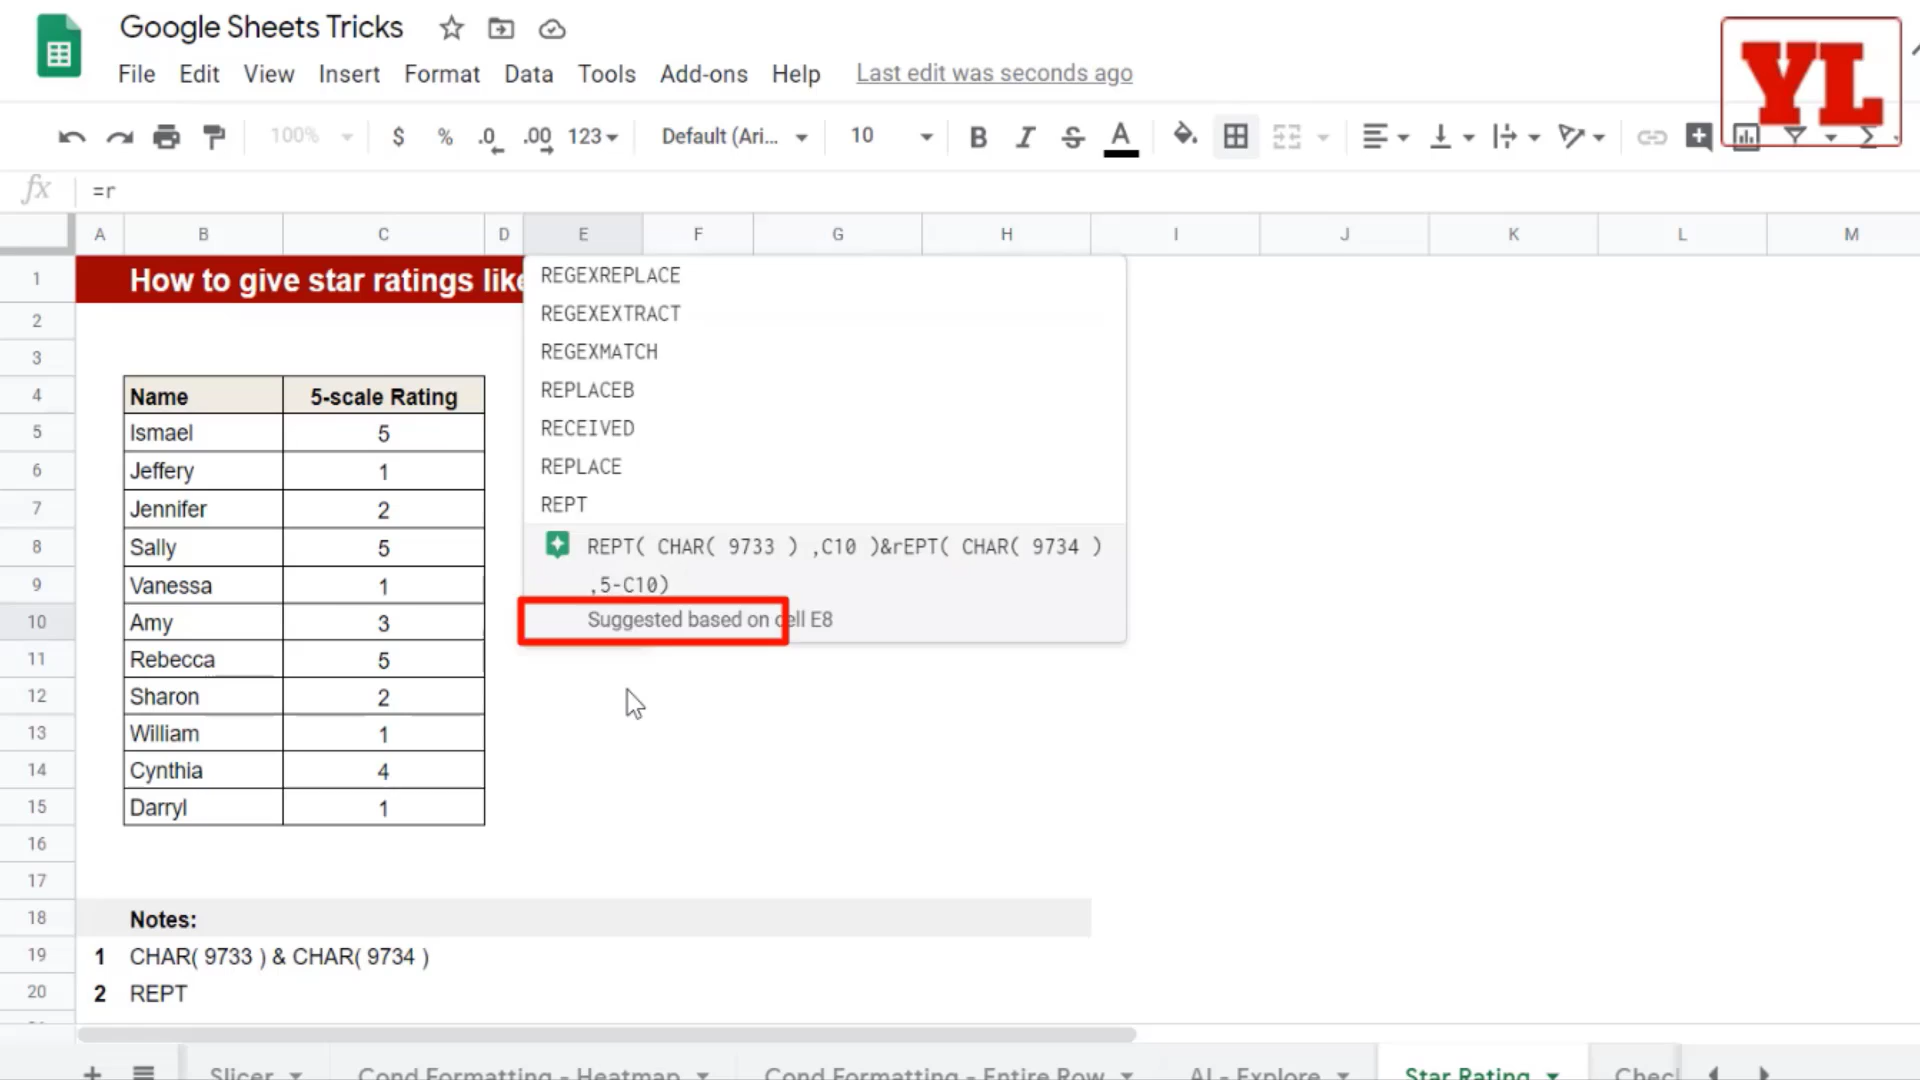 Google Sheets Tricks
File Edit View Insert Format Data Tools Add-ons Help Last edit was seconds ago
YL
100% $ % .0 .00 123 Default (Ari... 10 B I S A
fx =r
A B C D E F G H I J K L M
1 How to give star ratings like
2
3
4 Name 5-scale Rating
5 Ismael 5
6 Jeffery 1
7 Jennifer 2
8 Sally 5
9 Vanessa 1
10 Amy 3
11 Rebecca 5
12 Sharon 2
13 William 1
14 Cynthia 4
15 Darryl 1
16
17
18 Notes:
19 1 CHAR( 9733 ) & CHAR( 9734 )
20 2 REPT
REGEXREPLACE
REGEXEXTRACT
REGEXMATCH
REPLACEB
RECEIVED
REPLACE
REPT
REPT( CHAR( 9733 ) ,C10 )&rEPT( CHAR( 9734 )
,5-C10)
Suggested based on cell E8
Slicer Cond Formatting - Heatmap Cond Formatting - Entire Row AI - Explore Star Rating